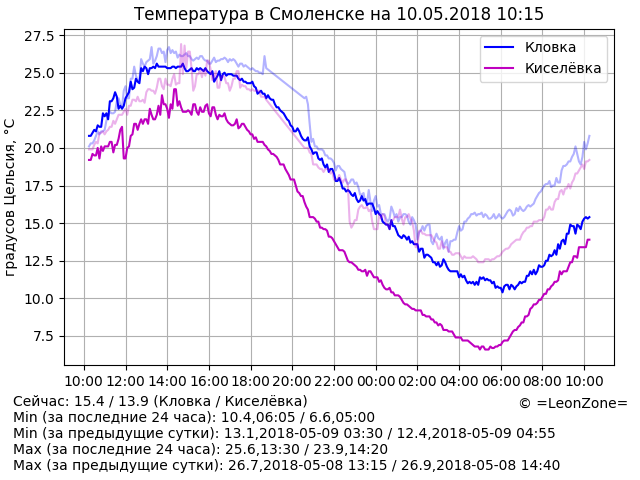 Температура в Смоленске на 10.05.2018 10:15
27.5
25.0
22.5
20.0
17.5
15.0
12.5
10.0
7.5
градусов Цельсия, °C
Кловка
Киселёвка
10:00 12:00 14:00 16:00 18:00 20:00 22:00 00:00 02:00 04:00 06:00 08:00 10:00
Сейчас: 15.4 / 13.9 (Кловка / Киселёвка)
© =LeonZone=
Min (за последние 24 часа): 10.4,06:05 / 6.6,05:00
Min (за предыдущие сутки): 13.1,2018-05-09 03:30 / 12.4,2018-05-09 04:55
Max (за последние 24 часа): 25.6,13:30 / 23.9,14:20
Max (за предыдущие сутки): 26.7,2018-05-08 13:15 / 26.9,2018-05-08 14:40